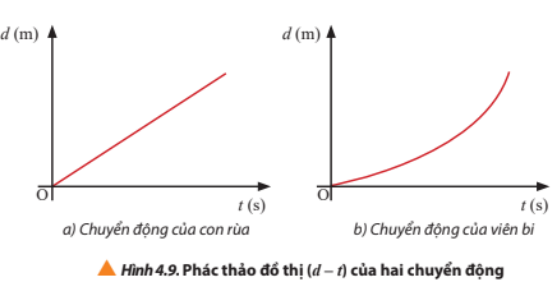 d (m)
d (m)
O
t (s)
O
t (s)
a) Chuyển động của con rùa
b) Chuyển động của viên bi
Hình 4.9. Phác thảo đồ thị (d – t) của hai chuyển động